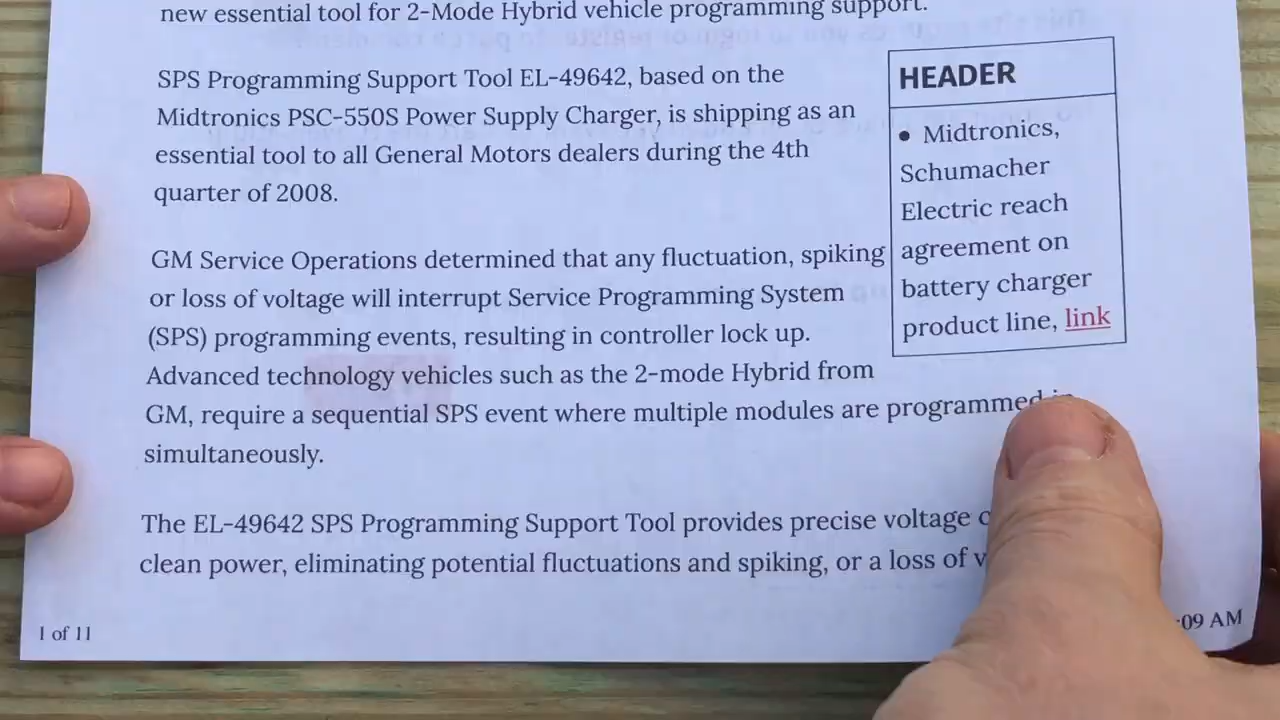 new essential tool for 2-Mode Hybrid vehicle programming support.
SPS Programming Support Tool EL-49642, based on the
Midtronics PSC-550S Power Supply Charger, is shipping as an
essential tool to all General Motors dealers during the 4th
quarter of 2008.
HEADER
• Midtronics,
Schumacher
Electric reach
agreement on
battery charger
product line, link
GM Service Operations determined that any fluctuation, spiking
or loss of voltage will interrupt Service Programming System
(SPS) programming events, resulting in controller lock up.
Advanced technology vehicles such as the 2-mode Hybrid from
GM, require a sequential SPS event where multiple modules are programmed
simultaneously.
The EL-49642 SPS Programming Support Tool provides precise voltage
clean power, eliminating potential fluctuations and spiking, or a loss of
1 of 11
:09 AM